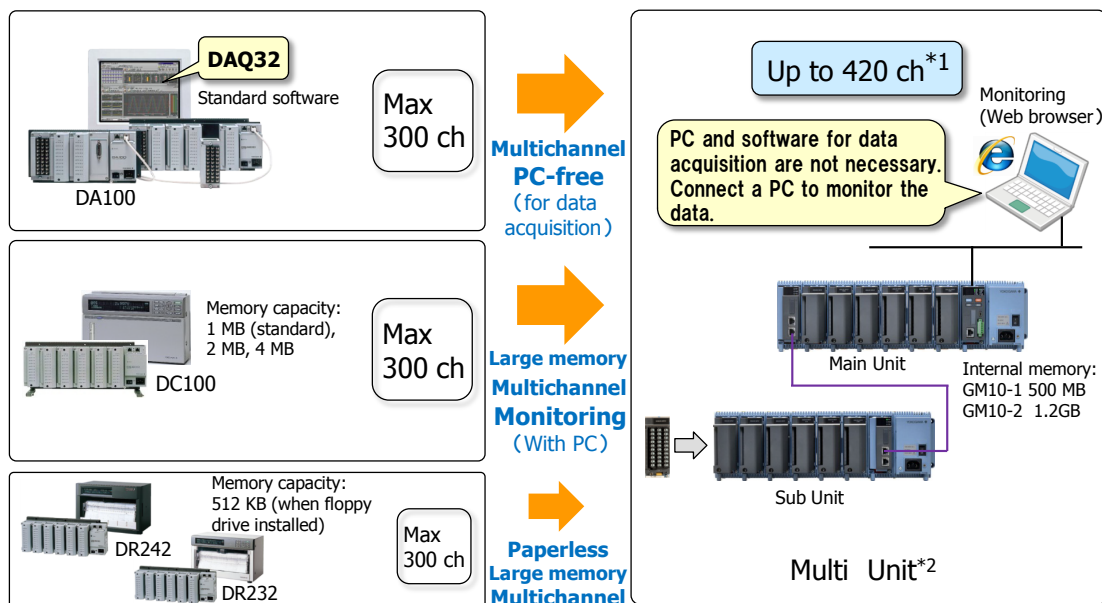 DAQ32
Standard software
DA100
Max
300 ch
Multichannel
PC-free
(for data
acquisition)
Memory capacity:
1 MB (standard),
2 MB, 4 MB
DC100
Max
300 ch
Large memory
Multichannel
Monitoring
(With PC)
Memory capacity:
512 KB (when floppy
drive installed)
DR242
DR232
Max
300 ch
Paperless
Large memory
Multichannel
Up to 420 ch*1
Monitoring
(Web browser)
PC and software for data
acquisition are not necessary.
Connect a PC to monitor the
data.
Main Unit
Internal memory:
GM10-1 500 MB
GM10-2 1.2GB
Sub Unit
Multi Unit*2